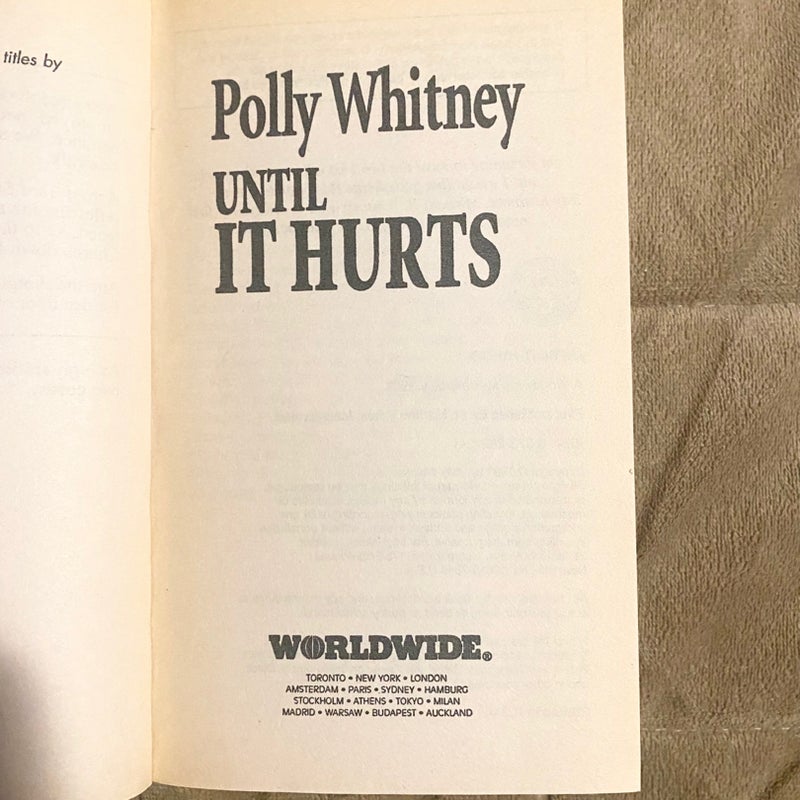 titles by
Polly Whitney
UNTIL
IT HURTS
WORLDWIDE®
TORONTO • NEW YORK • LONDON
AMSTERDAM • PARIS • SYDNEY • HAMBURG
STOCKHOLM • ATHENS • TOKYO • MILAN
MADRID • WARSAW • BUDAPEST • AUCKLAND